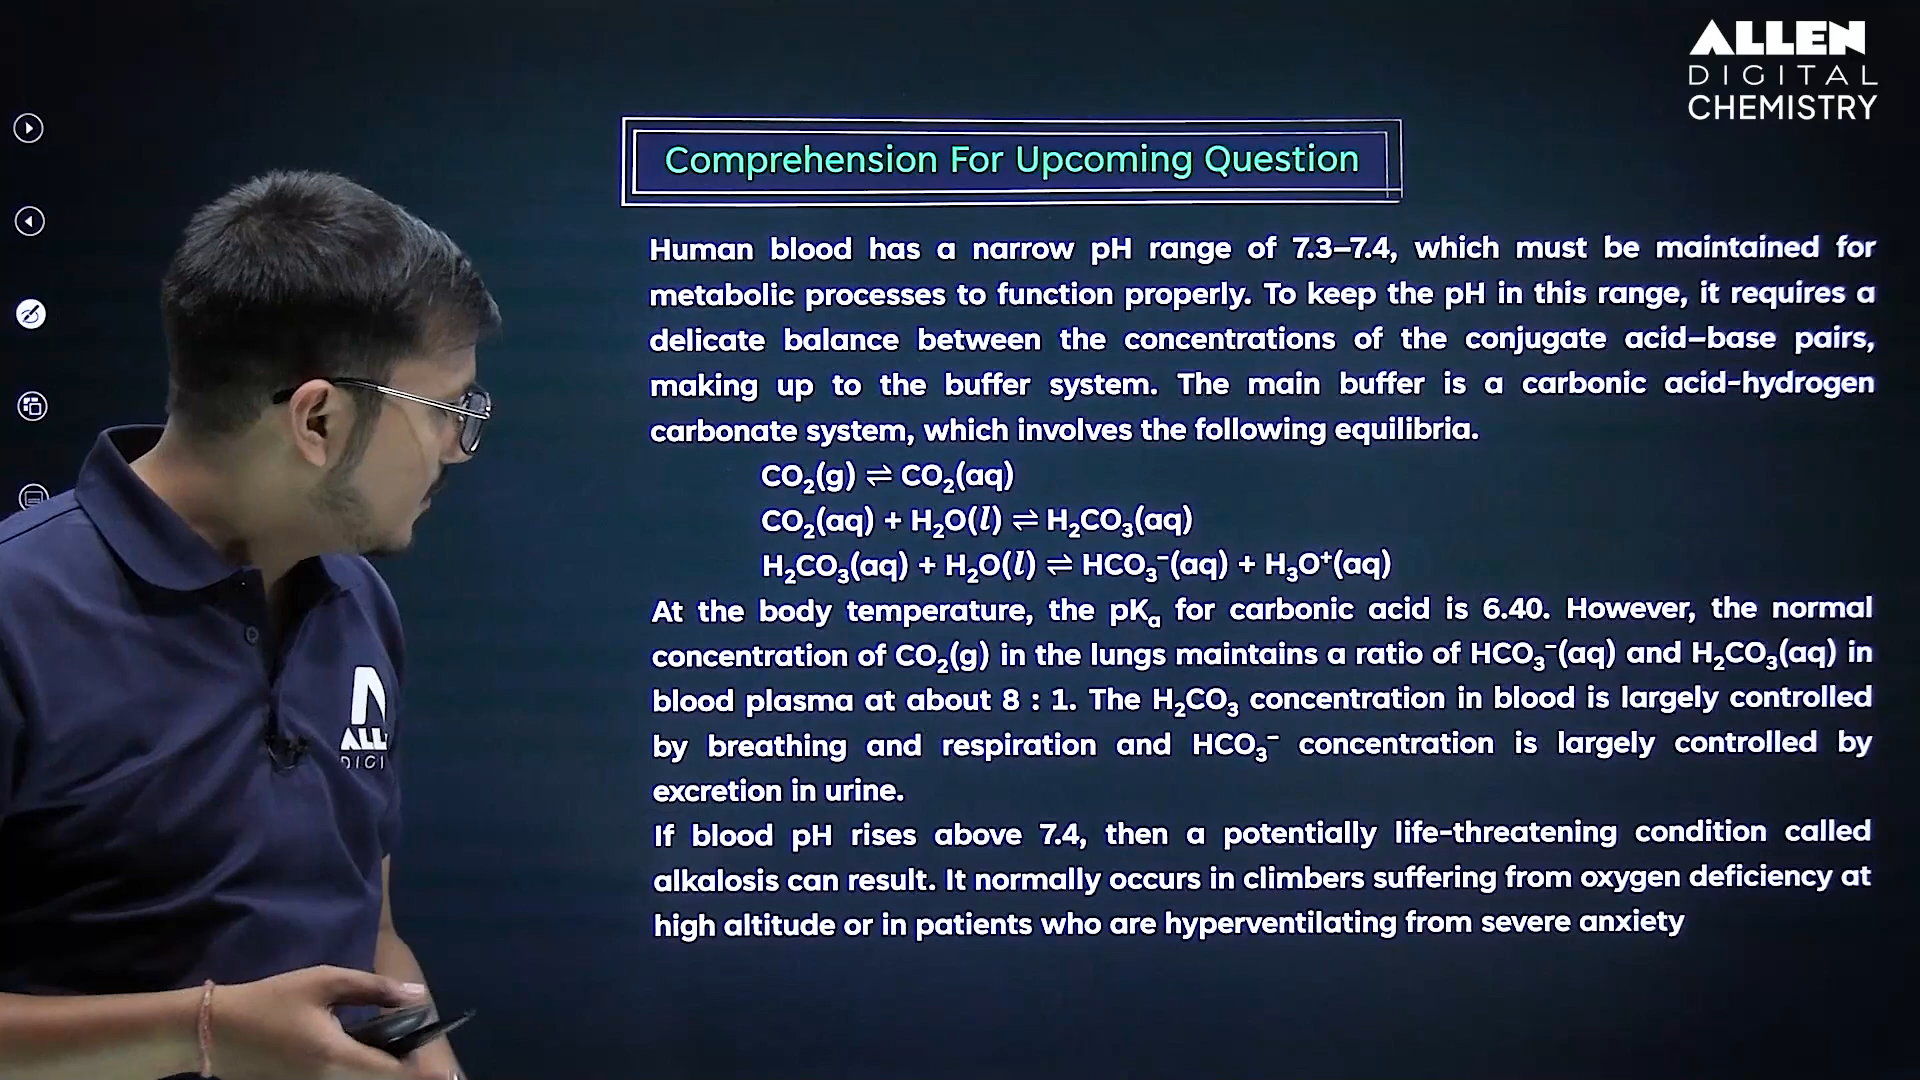 ALLEN
DIGITAL
CHEMISTRY
Comprehension For Upcoming Question
Human blood has a narrow pH range of 7.3–7.4, which must be maintained for
metabolic processes to function properly. To keep the pH in this range, it requires a
delicate balance between the concentrations of the conjugate acid–base pairs,
making up to the buffer system. The main buffer is a carbonic acid-hydrogen
carbonate system, which involves the following equilibria.
CO₂(g) ⇌ CO₂(aq)
CO₂(aq) + H₂O(l) ⇌ H₂CO₃(aq)
H₂CO₃(aq) + H₂O(l) ⇌ HCO₃⁻(aq) + H₃O⁺(aq)
At the body temperature, the pKₐ for carbonic acid is 6.40. However, the normal
concentration of CO₂(g) in the lungs maintains a ratio of HCO₃⁻(aq) and H₂CO₃(aq) in
blood plasma at about 8 : 1. The H₂CO₃ concentration in blood is largely controlled
by breathing and respiration and HCO₃⁻ concentration is largely controlled by
excretion in urine.
If blood pH rises above 7.4, then a potentially life-threatening condition called
alkalosis can result. It normally occurs in climbers suffering from oxygen deficiency at
high altitude or in patients who are hyperventilating from severe anxiety
ALL
DIGI